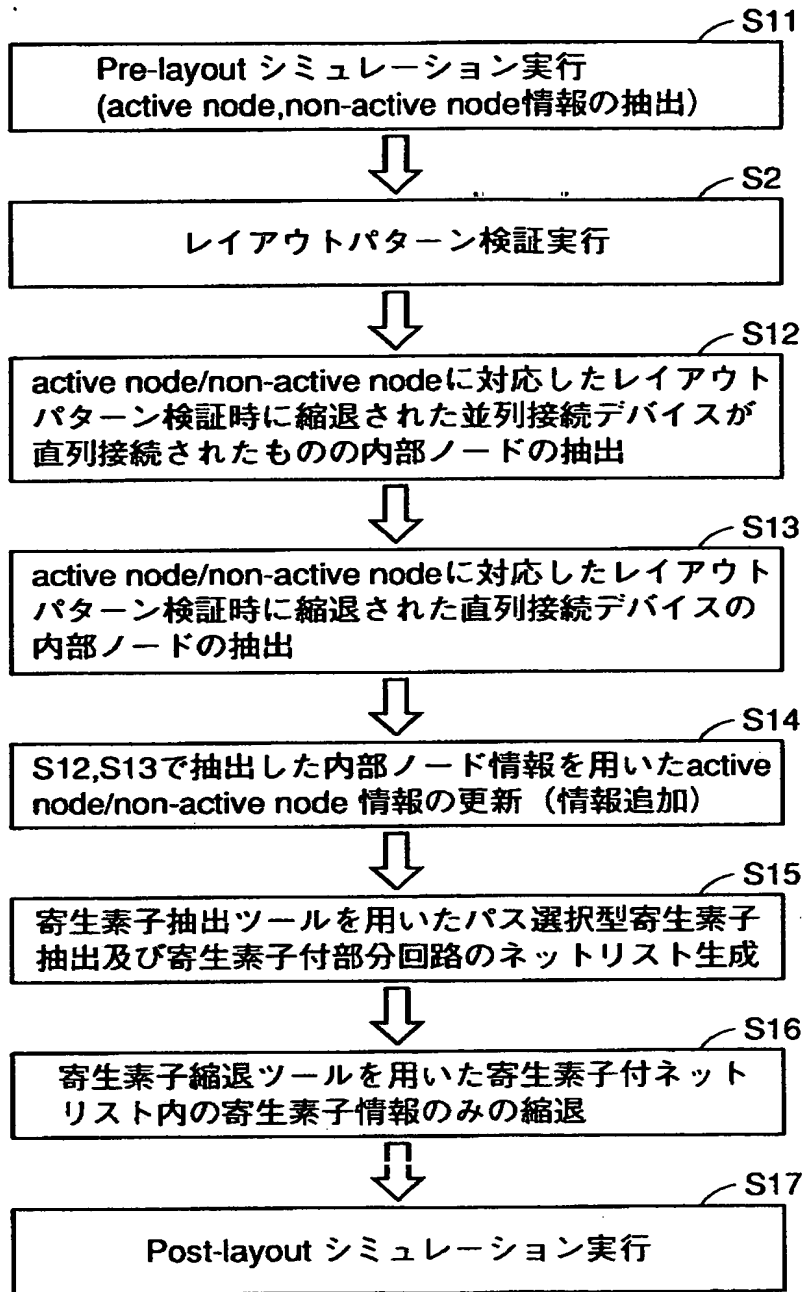 S11
Pre-layout シミュレーション実行
(active node,non-active node情報の抽出)
S2
レイアウトパターン検証実行
S12
active node/non-active nodeに対応したレイアウト
パターン検証時に縮退された並列接続デバイスが
直列接続されたものの内部ノードの抽出
S13
active node/non-active nodeに対応したレイアウト
パターン検証時に縮退された直列接続デバイスの
内部ノードの抽出
S14
S12,S13で抽出した内部ノード情報を用いたactive
node/non-active node 情報の更新（情報追加）
S15
寄生素子抽出ツールを用いたパス選択型寄生素子
抽出及び寄生素子付部分回路のネットリスト生成
S16
寄生素子縮退ツールを用いた寄生素子付ネット
リスト内の寄生素子情報のみの縮退
S17
Post-layout シミュレーション実行